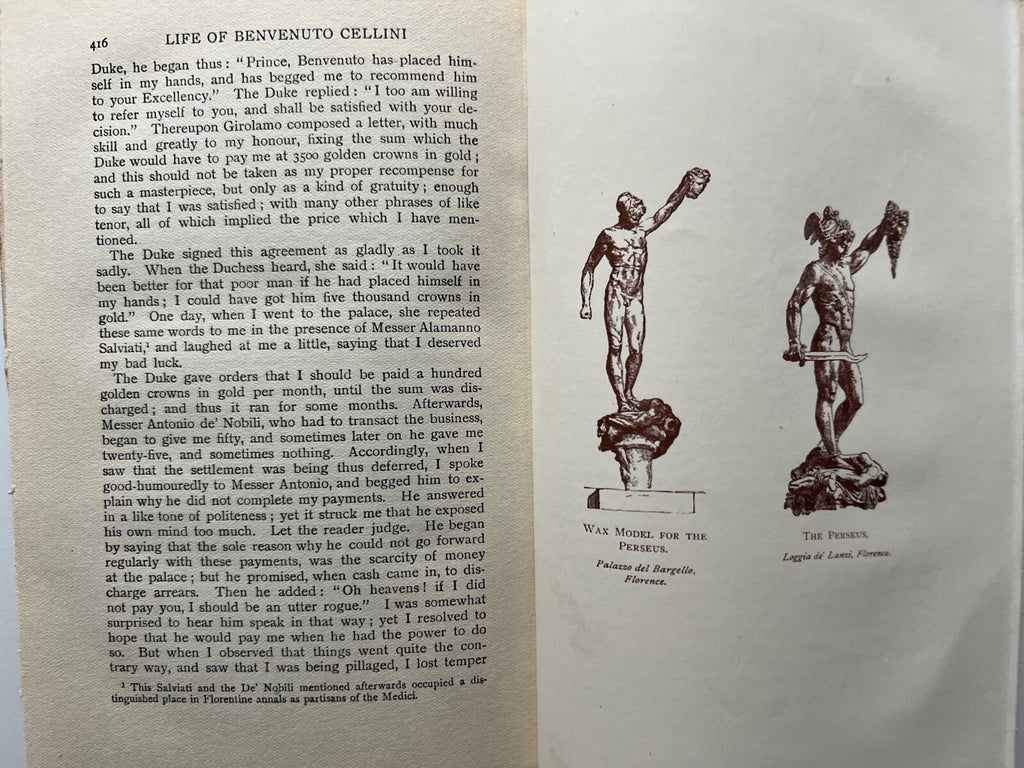 416
LIFE OF BENVENUTO CELLINI
Duke, he began thus : “Prince, Benvenuto has placed him-
self in my hands, and has begged me to recommend him
to your Excellency.” The Duke replied : “I too am willing
to refer myself to you, and shall be satisfied with your de-
cision.” Thereupon Girolamo composed a letter, with much
skill and greatly to my honour, fixing the sum which the
Duke would have to pay me at 3500 golden crowns in gold ;
and this should not be taken as my proper recompense for
such a masterpiece, but only as a kind of gratuity ; enough
to say that I was satisfied ; with many other phrases of like
tenor, all of which implied the price which I have men-
tioned.
The Duke signed this agreement as gladly as I took it
sadly. When the Duchess heard, she said : “It would have
been better for that poor man if he had placed himself in
my hands ; I could have got him five thousand crowns in
gold.” One day, when I went to the palace, she repeated
these same words to me in the presence of Messer Alamanno
Salviati,¹ and laughed at me a little, saying that I deserved
my bad luck.
The Duke gave orders that I should be paid a hundred
golden crowns in gold per month, until the sum was dis-
charged ; and thus it ran for some months. Afterwards,
Messer Antonio de’ Nobili, who had to transact the business,
began to give me fifty, and sometimes later on he gave me
twenty-five, and sometimes nothing. Accordingly, when I
saw that the settlement was being thus deferred, I spoke
good-humouredly to Messer Antonio, and begged him to ex-
plain why he did not complete my payments. He answered
in a like tone of politeness ; yet it struck me that he exposed
his own mind too much. Let the reader judge. He began
by saying that the sole reason why he could not go forward
regularly with these payments, was the scarcity of money
at the palace ; but he promised, when cash came in, to dis-
charge arrears. Then he added : “Oh heavens ! if I did
not pay you, I should be an utter rogue.” I was somewhat
surprised to hear him speak in that way ; yet I resolved to
hope that he would pay me when he had the power to do
so. But when I observed that things went quite the con-
trary way, and saw that I was being pillaged, I lost temper
¹ This Salviati and the De’ Nobili mentioned afterwards occupied a dis-
tinguished place in Florentine annals as partisans of the Medici.
WAX MODEL FOR THE
PERSEUS.
Palazzo del Bargello,
Florence.
THE PERSEUS.
Loggia de' Lanzi, Florence.